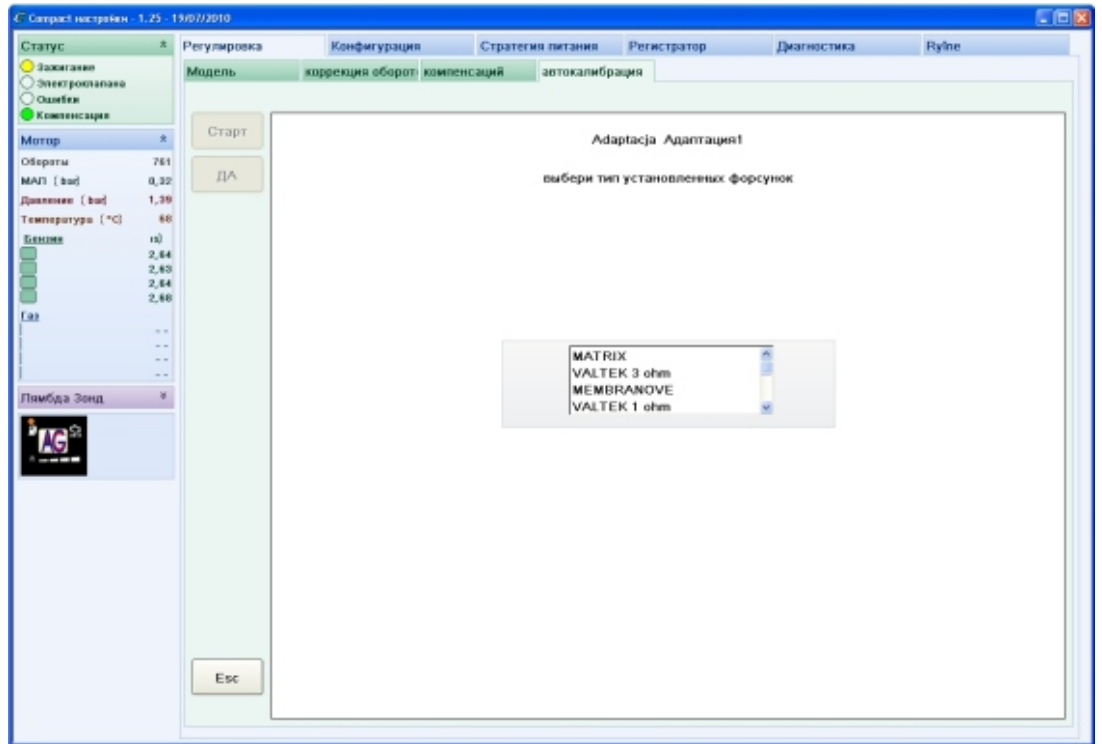 Compact настройки - 1.25 - 19/07/2010
Статус
Зажигание
Электроклапана
Ошибки
Компенсация
Мотор
Обороты 761
МАП (bar) 0,32
Давление (bar) 1,39
Температура (°C) 68
Бензин
2,64
2,63
2,64
2,68
Газ
- -
- -
- -
- -
Лямбда Зонд
AG
Регулировка Конфигурация Стратегия питания Регистратор Диагностика Rylne
Модель коррекция оборот компенсаций автокалибрация
Старт
ДА
Esc
Adaptacja Адаптация1
выбери тип установленных форсунок
MATRIX
VALTEK 3 ohm
MEMBRANOVE
VALTEK 1 ohm